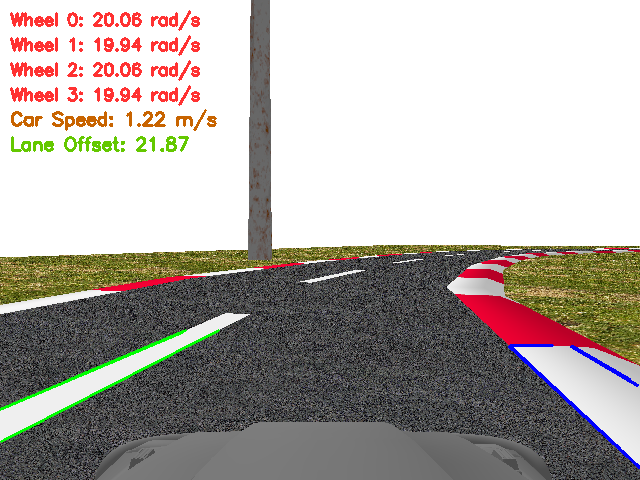 Wheel 0: 20.06 rad/s
Wheel 1: 19.94 rad/s
Wheel 2: 20.06 rad/s
Wheel 3: 19.94 rad/s
Car Speed: 1.22 m/s
Lane Offset: 21.87